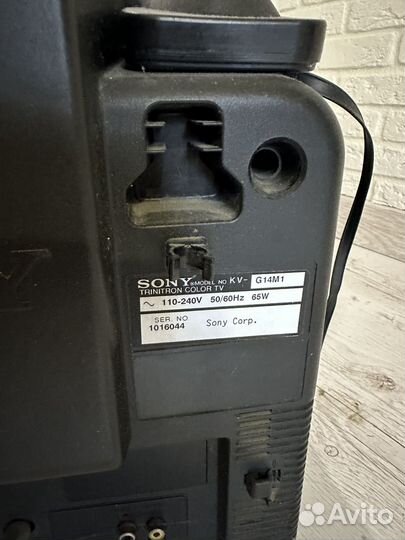 SONY ®MODEL NO KV- G14M1
TRINITRON COLOR TV
~ 110-240V 50/60Hz 65W
SER. NO
1016044 Sony Corp.
Avito